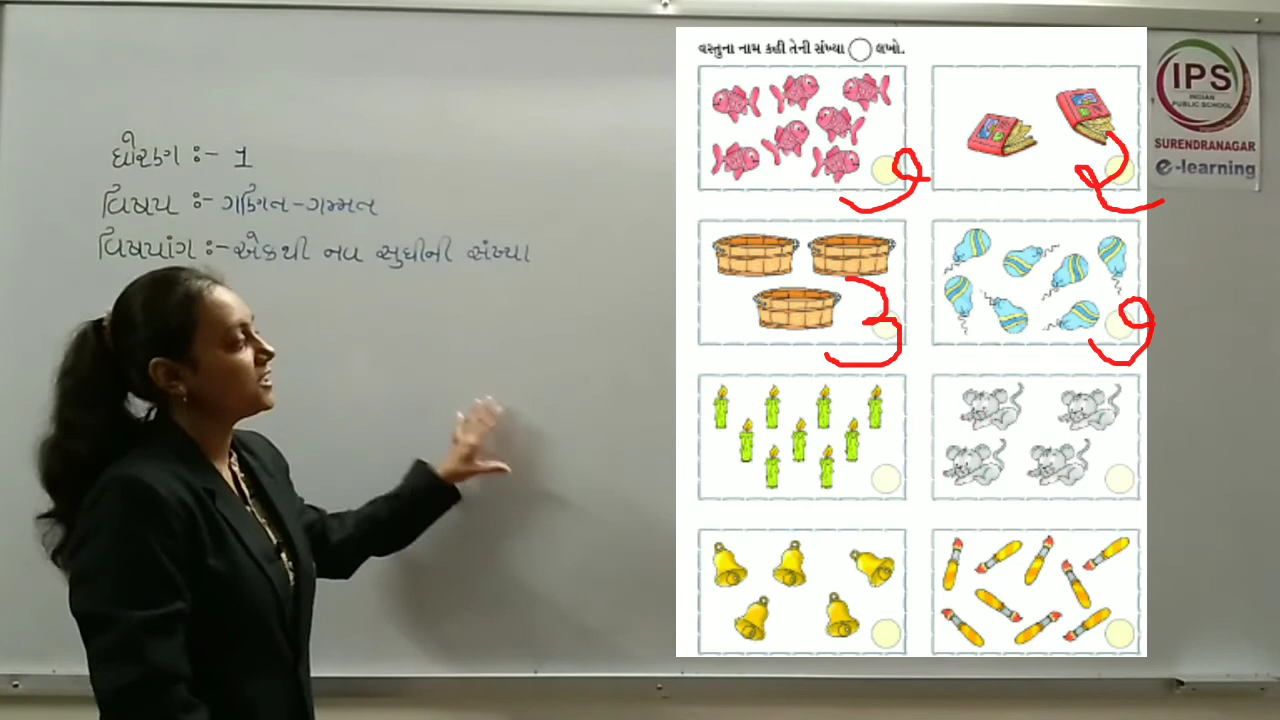 ધોરણ :- 1
વિષય :- ગણિત-ગમ્મત
વિષયાંગ :- એકથી નવ સુધીની સંખ્યા
વસ્તુના નામ કહી તેની સંખ્યા ◯ લખો.
૭
૨
૩
૭
IPS
INDIAN
PUBLIC SCHOOL
SURENDRANAGAR
e-learning